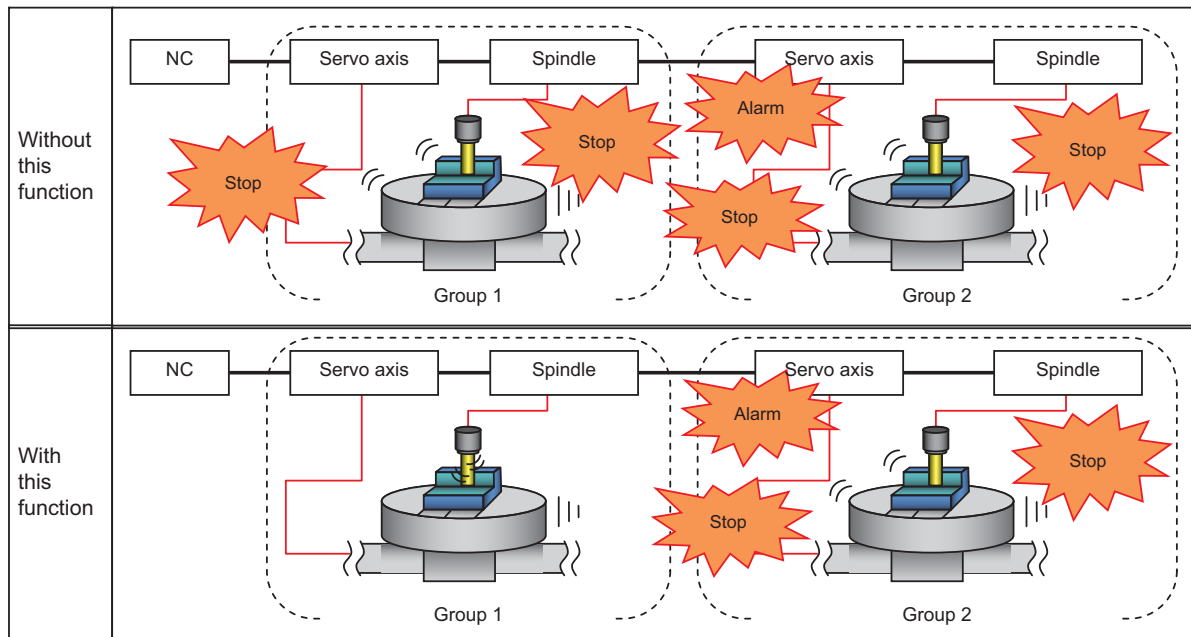 Without
this
function
NC
Servo axis
Spindle
Servo axis
Spindle
Stop
Stop
Alarm
Stop
Stop
Group 1
Group 2
With
this
function
NC
Servo axis
Spindle
Servo axis
Spindle
Alarm
Stop
Stop
Group 1
Group 2